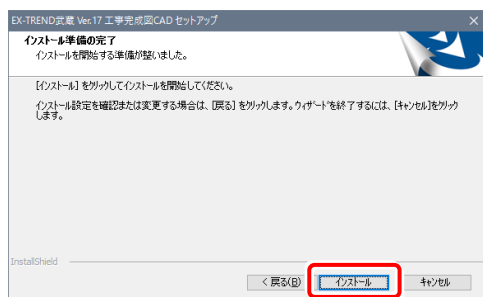 EX-TREND武蔵 Ver.17 工事完成図CAD セットアップ
インストール準備の完了
インストールを開始する準備が整いました。
[インストール] をクリックしてインストールを開始してください。
インストール設定を確認または変更する場合は、[戻る] をクリックします。ウィザードを終了するには、[キャンセル]をクリック
します。
InstallShield
< 戻る(B)
インストール
キャンセル